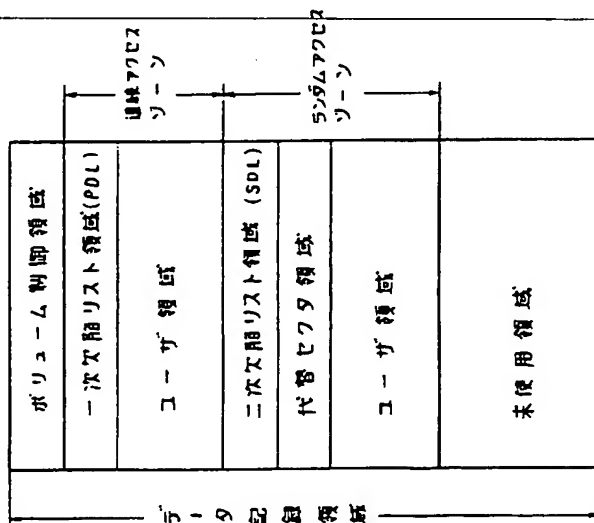 連続アクセス
ゾーン
ランダムアクセス
ゾーン
ボリューム制御領域
一次欠陥リスト領域(PDL)
ユーザ領域
二次欠陥リスト領域(SDL)
代替セクタ領域
ユーザ領域
未使用領域
データ記録領域